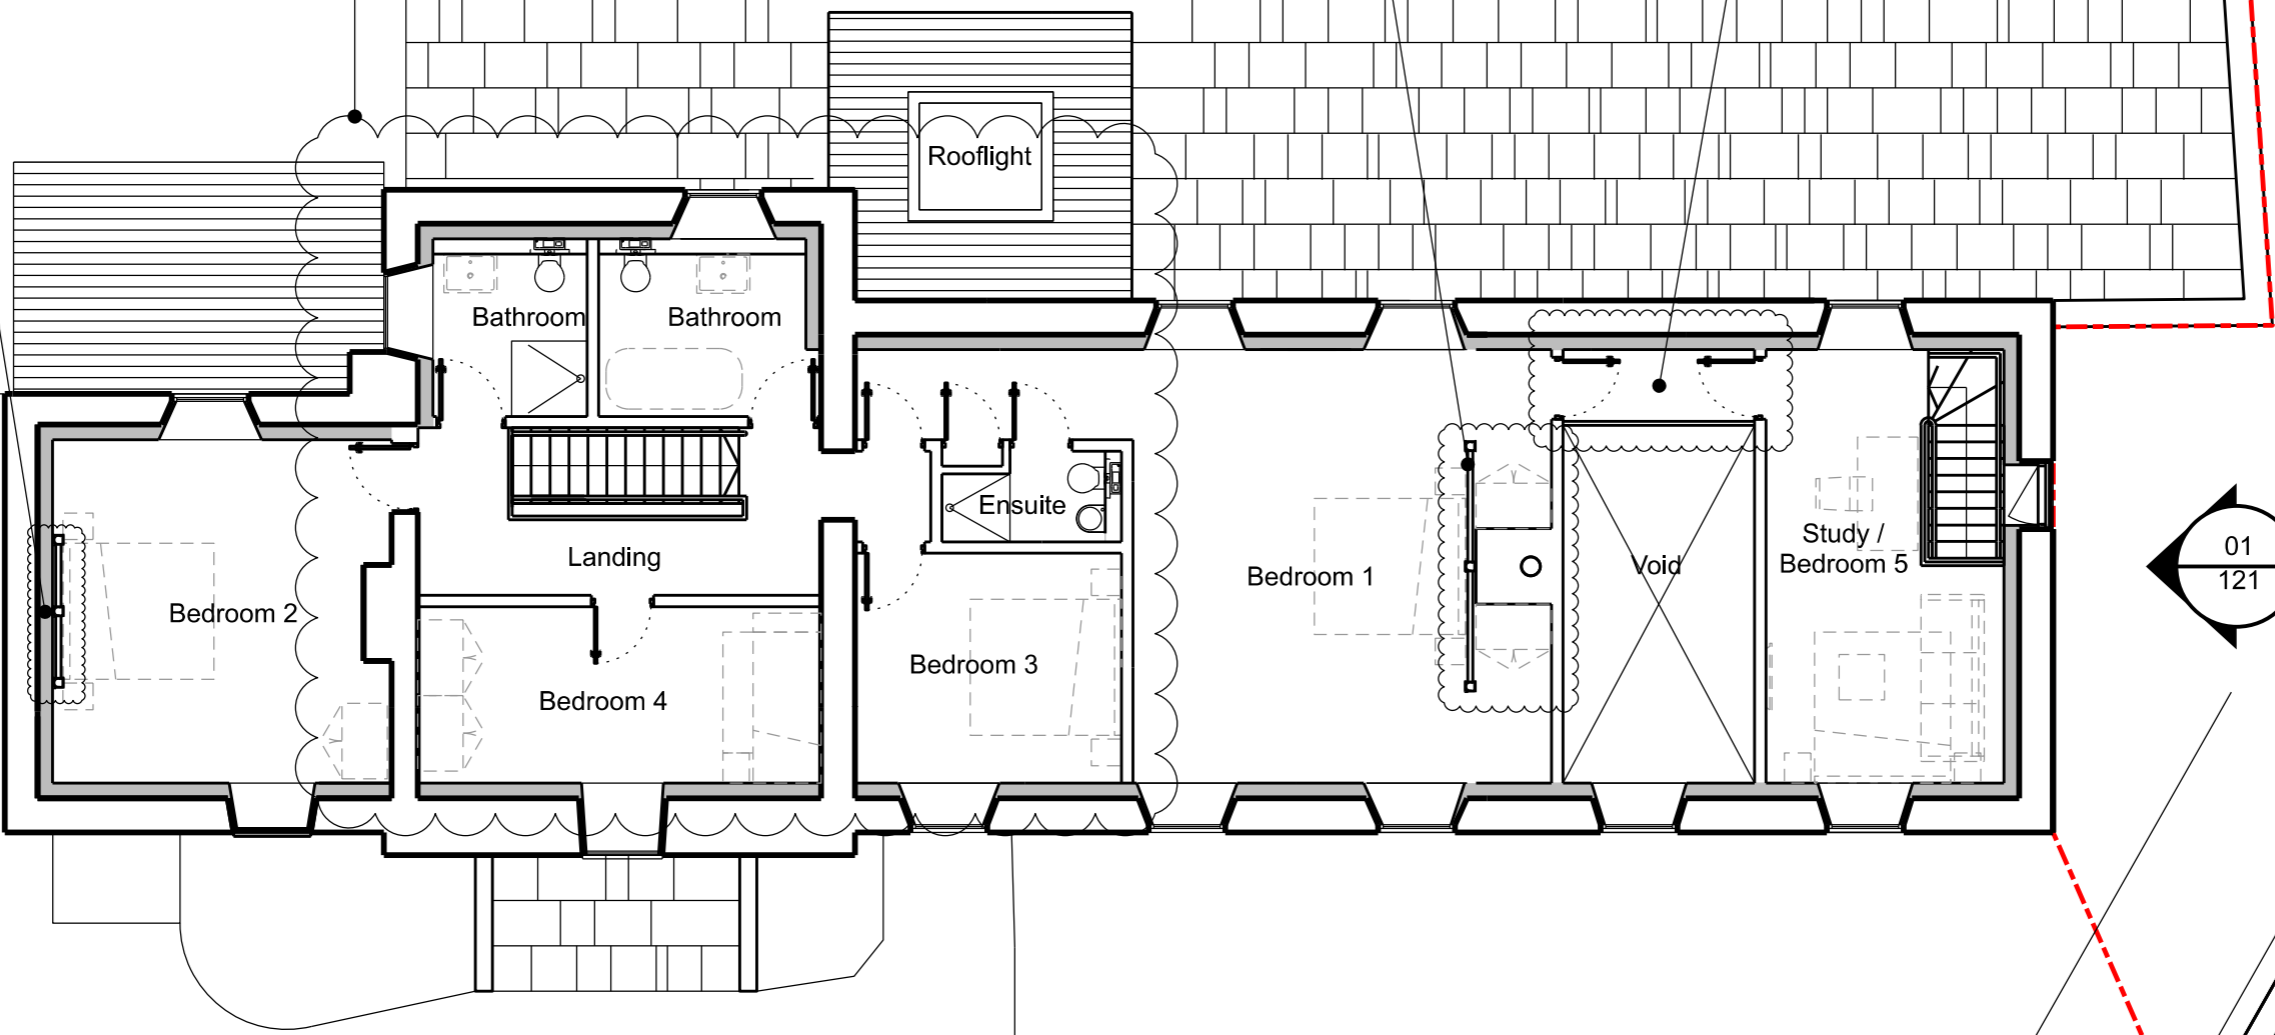 Rooflight
Bathroom
Bathroom
Ensuite
Landing
Bedroom 2
Bedroom 4
Bedroom 3
Bedroom 1
Void
Study /
Bedroom 5
01
121